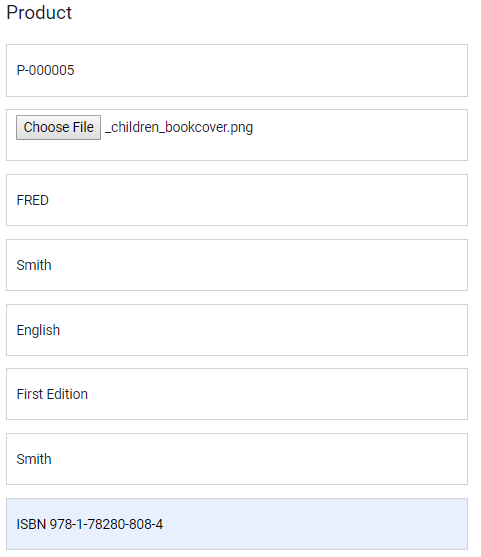 Product
P-000005
Choose File _children_bookcover.png
FRED
Smith
English
First Edition
Smith
ISBN 978-1-78280-808-4